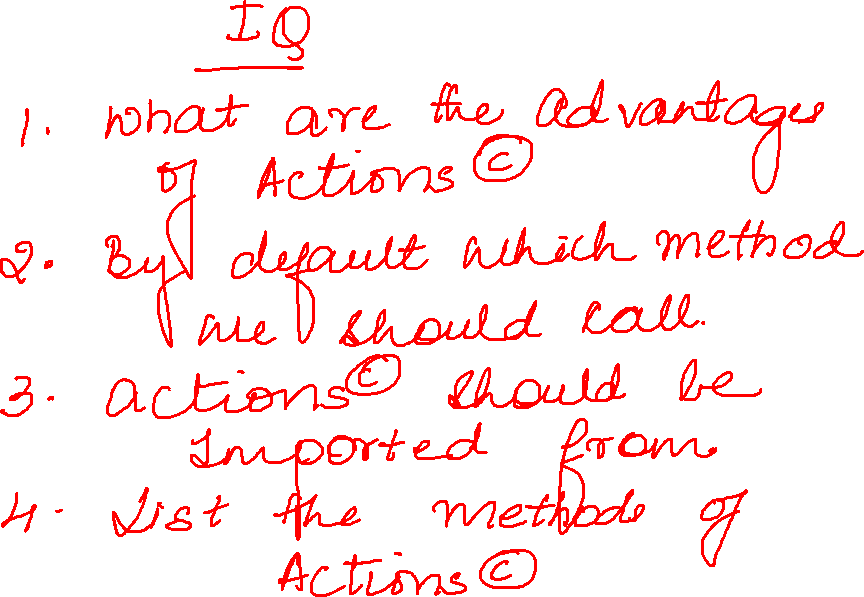 IQ
1. What are the advantages
of Actions ©
2. By default which method
we should call.
3. actions © should be
Imported from
4. List the methods of
Actions ©